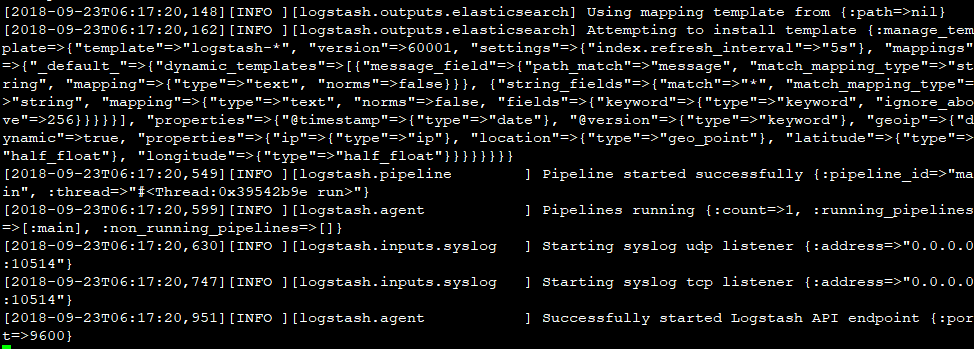 [2018-09-23T06:17:20,148][INFO ][logstash.outputs.elasticsearch] Using mapping template from {:path=>nil}
[2018-09-23T06:17:20,162][INFO ][logstash.outputs.elasticsearch] Attempting to install template {:manage_tem
plate=>{"template"=>"logstash-*", "version"=>60001, "settings"=>{"index.refresh_interval"=>"5s"}, "mappings"
=>{"_default_"=>{"dynamic_templates"=>[{"message_field"=>{"path_match"=>"message", "match_mapping_type"=>"st
ring", "mapping"=>{"type"=>"text", "norms"=>false}}}, {"string_fields"=>{"match"=>"*", "match_mapping_type"=
>"string", "mapping"=>{"type"=>"text", "norms"=>false, "fields"=>{"keyword"=>{"type"=>"keyword", "ignore_abo
ve"=>256}}}}}], "properties"=>{"@timestamp"=>{"type"=>"date"}, "@version"=>{"type"=>"keyword"}, "geoip"=>{"d
ynamic"=>true, "properties"=>{"ip"=>{"type"=>"ip"}, "location"=>{"type"=>"geo_point"}, "latitude"=>{"type"=>
"half_float"}, "longitude"=>{"type"=>"half_float"}}}}}}}}
[2018-09-23T06:17:20,549][INFO ][logstash.pipeline        ] Pipeline started successfully {:pipeline_id=>"ma
in", :thread=>"#<Thread:0x39542b9e run>"}
[2018-09-23T06:17:20,599][INFO ][logstash.agent           ] Pipelines running {:count=>1, :running_pipelines
=>[:main], :non_running_pipelines=>[]}
[2018-09-23T06:17:20,630][INFO ][logstash.inputs.syslog   ] Starting syslog udp listener {:address=>"0.0.0.0
:10514"}
[2018-09-23T06:17:20,747][INFO ][logstash.inputs.syslog   ] Starting syslog tcp listener {:address=>"0.0.0.0
:10514"}
[2018-09-23T06:17:20,951][INFO ][logstash.agent           ] Successfully started Logstash API endpoint {:por
t=>9600}